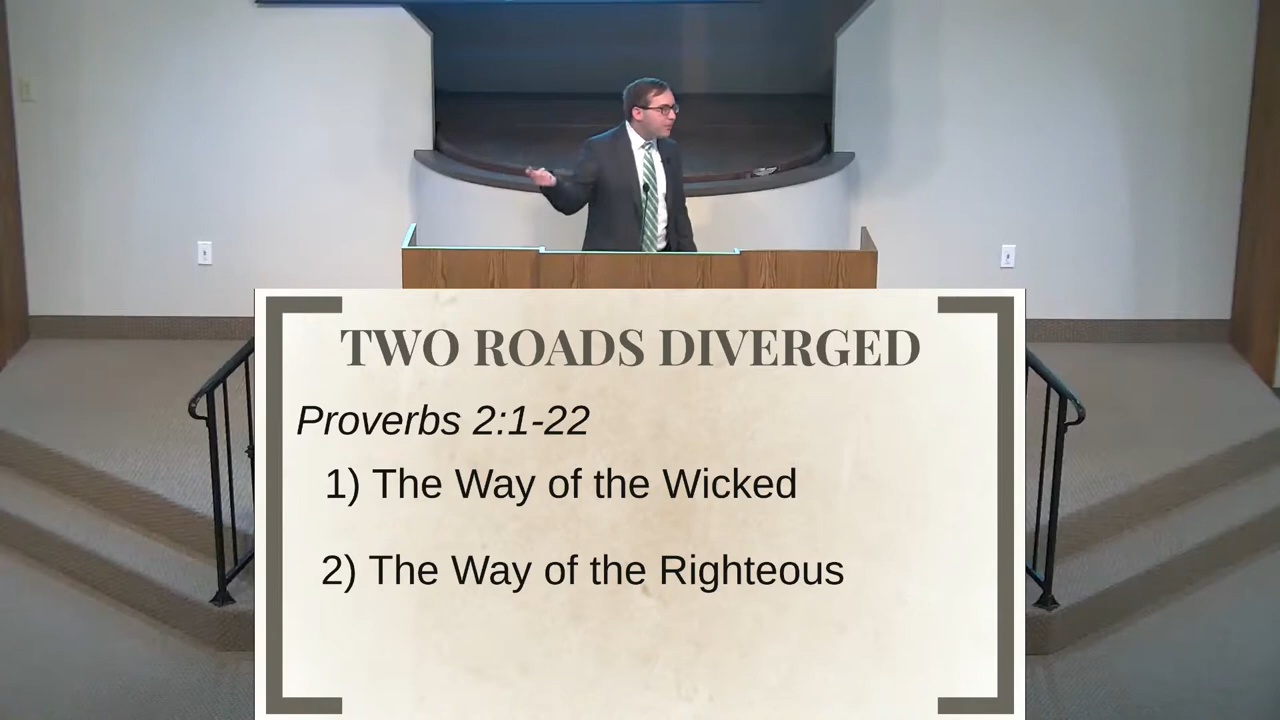 TWO ROADS DIVERGED
Proverbs 2:1-22
1) The Way of the Wicked
2) The Way of the Righteous